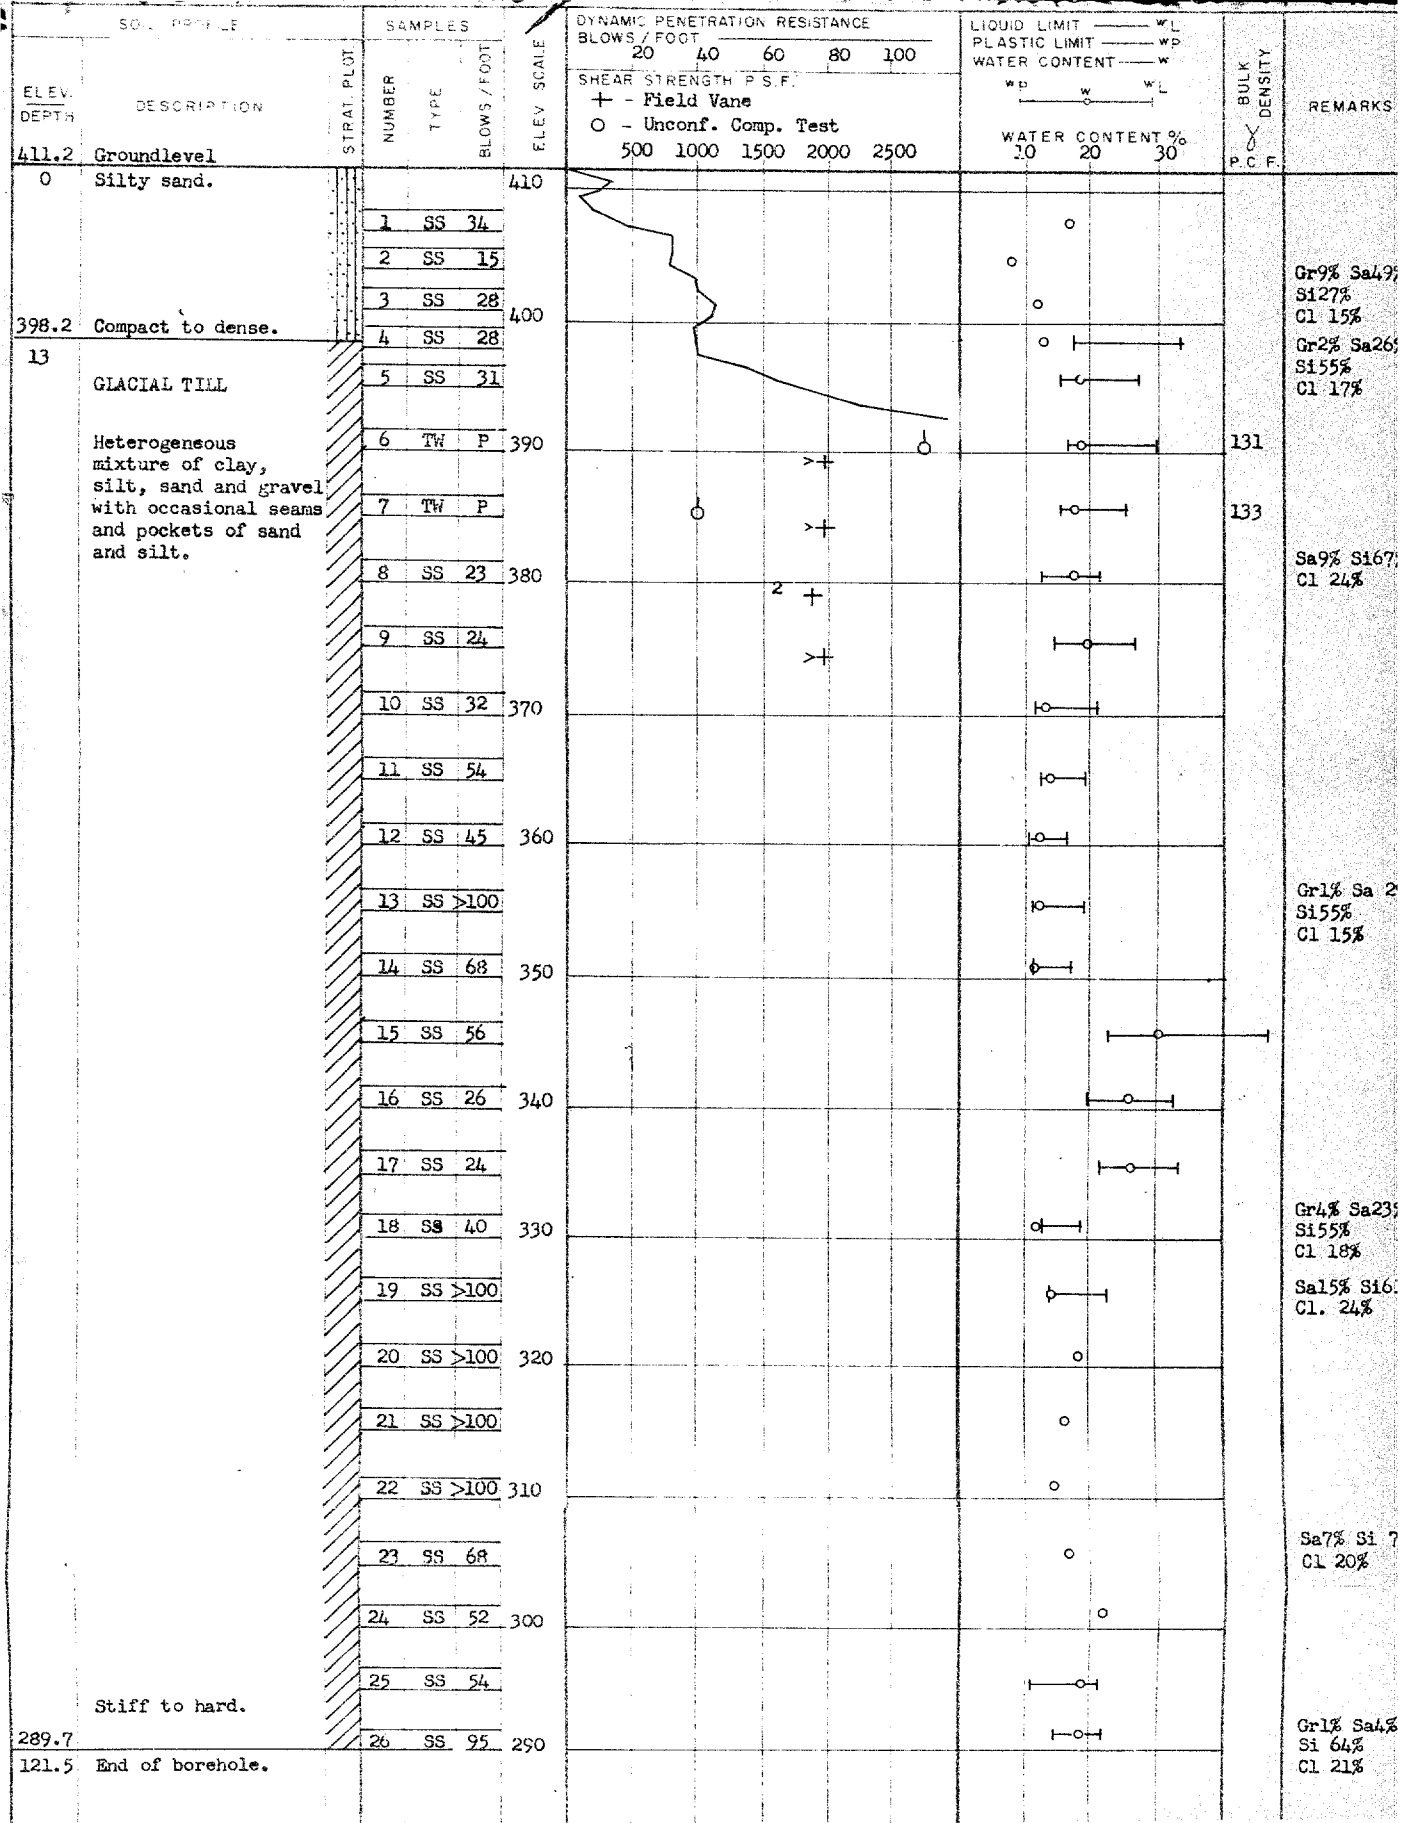 SOIL PROFILE
SAMPLES
DYNAMIC PENETRATION RESISTANCE
BLOWS / FOOT
20 40 60 80 100
SHEAR STRENGTH P.S.F.
+ - Field Vane
O - Unconf. Comp. Test
500 1000 1500 2000 2500
LIQUID LIMIT WL
PLASTIC LIMIT WP
WATER CONTENT W
WP W WL
WATER CONTENT %
10 20 30
BULK DENSITY
γ
P.C.F.
REMARKS
ELEV.
DEPTH
DESCRIPTION
STRAT. PLOT
NUMBER
TYPE
BLOWS / FOOT
ELEV SCALE
411.2 Groundlevel
0 Silty sand.
410
1 SS 34
2 SS 15
Gr9% Sa49%
Si27%
Cl 15%
3 SS 28
400
398.2 Compact to dense.
4 SS 28
13
Gr2% Sa26%
Si55%
Cl 17%
GLACIAL TILL
5 SS 31
Heterogeneous
mixture of clay,
silt, sand and gravel
with occasional seams
and pockets of sand
and silt.
6 TW P 390
131
>+
7 TW P
133
>+
8 SS 23 380
Sa9% Si67%
Cl 24%
2 +
9 SS 24
>+
10 SS 32 370
11 SS 54
12 SS 45 360
13 SS >100
Gr1% Sa 2
Si55%
Cl 15%
14 SS 68 350
15 SS 56
16 SS 26 340
17 SS 24
18 SS 40 330
Gr4% Sa23%
Si55%
Cl 18%
19 SS >100
Sa15% Si6
Cl. 24%
20 SS >100 320
21 SS >100
22 SS >100 310
23 SS 68
Sa7% Si 7
Cl 20%
24 SS 52 300
25 SS 54
Stiff to hard.
289.7
26 SS 95 290
Gr1% Sa4%
Si 64%
Cl 21%
121.5 End of borehole.